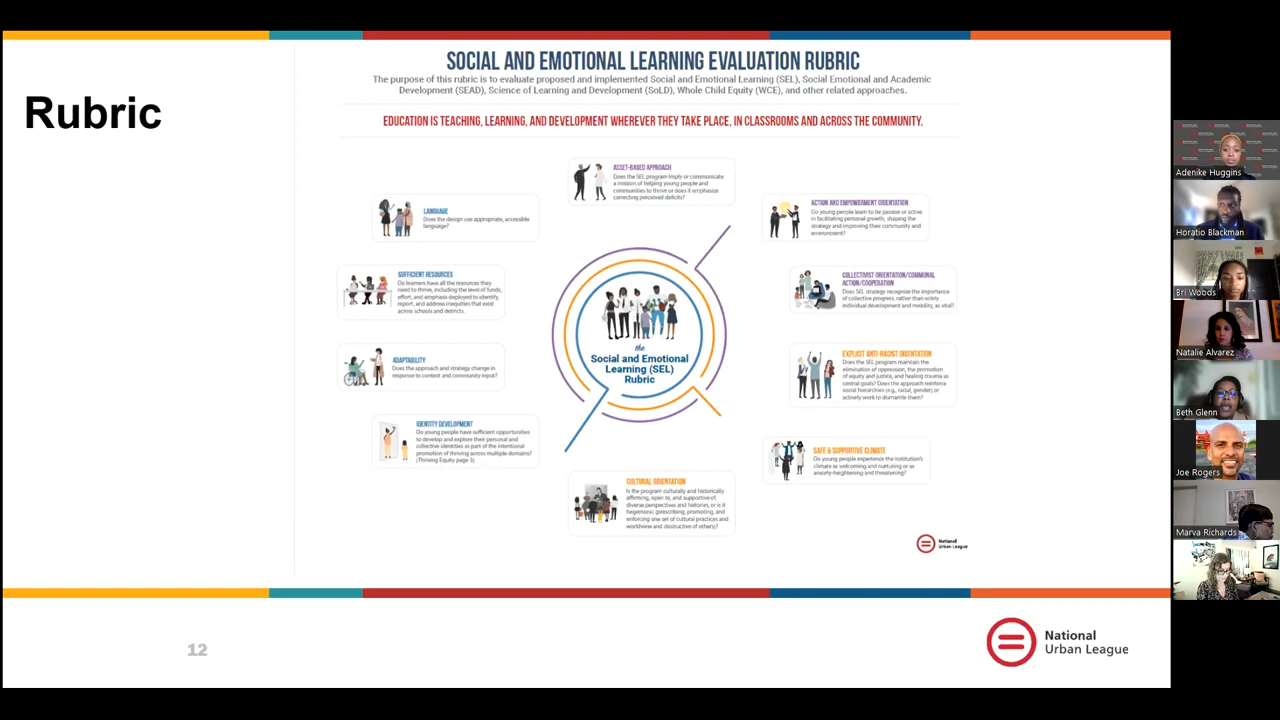 Rubric
SOCIAL AND EMOTIONAL LEARNING EVALUATION RUBRIC
The purpose of this rubric is to evaluate proposed and implemented Social and Emotional Learning (SEL), Social Emotional and Academic
Development (SEAD), Science of Learning and Development (SoLD), Whole Child Equity (WCE), and other related approaches.
EDUCATION IS TEACHING, LEARNING, AND DEVELOPMENT WHEREVER THEY TAKE PLACE, IN CLASSROOMS AND ACROSS THE COMMUNITY.
ASSET-BASED APPROACH
Does the SEL program imply or communicate
a mission of helping young people and
communities to thrive or does it emphasize
correcting perceived deficits?
ACTION AND EMPOWERMENT ORIENTATION
Do young people learn to be passive or active
in facilitating personal growth, shaping the
strategy and improving their community and
environment?
COLLECTIVIST ORIENTATION/COMMUNAL
ACTION/COOPERATION
Does SEL strategy recognize the importance
of collective progress, rather than solely
individual development and mobility, as vital?
EXPLICIT ANTI-RACIST ORIENTATION
Does the SEL program maintain the
elimination of oppression, the promotion
of equity and justice, and healing trauma as
central goals? Does the approach reinforce
social hierarchies (e.g., racial, gender) or
actively work to dismantle them?
SAFE & SUPPORTIVE CLIMATE
Do young people experience the institution's
climate as welcoming and nurturing or as
anxiety-heightening and threatening?
CULTURAL ORIENTATION
Is the program culturally and historically
affirming, open to, and supportive of,
diverse perspectives and histories, or is it
hegemonic (prescribing, promoting, and
enforcing one set of cultural practices and
worldview and destructive of others)?
IDENTITY DEVELOPMENT
Do young people have sufficient opportunities
to develop and explore their personal and
collective identities as part of the intentional
promotion of thriving across multiple domains?
(Thriving Equity page 3)
ADAPTABILITY
Does the approach and strategy change in
response to context and community input?
SUFFICIENT RESOURCES
Do learners have all the resources they
need to thrive, including the level of funds,
effort, and emphasis deployed to identify,
report, and address inequities that exist
across schools and districts.
LANGUAGE
Does the design use appropriate, accessible
language?
the
Social and Emotional
Learning (SEL)
Rubric
National
Urban League
12
National
Urban League
Adenike Huggins
Horatio Blackman
Bri Woods
Natalie Alvarez
Beth Glenn
Joe Rogers
Marva Richards